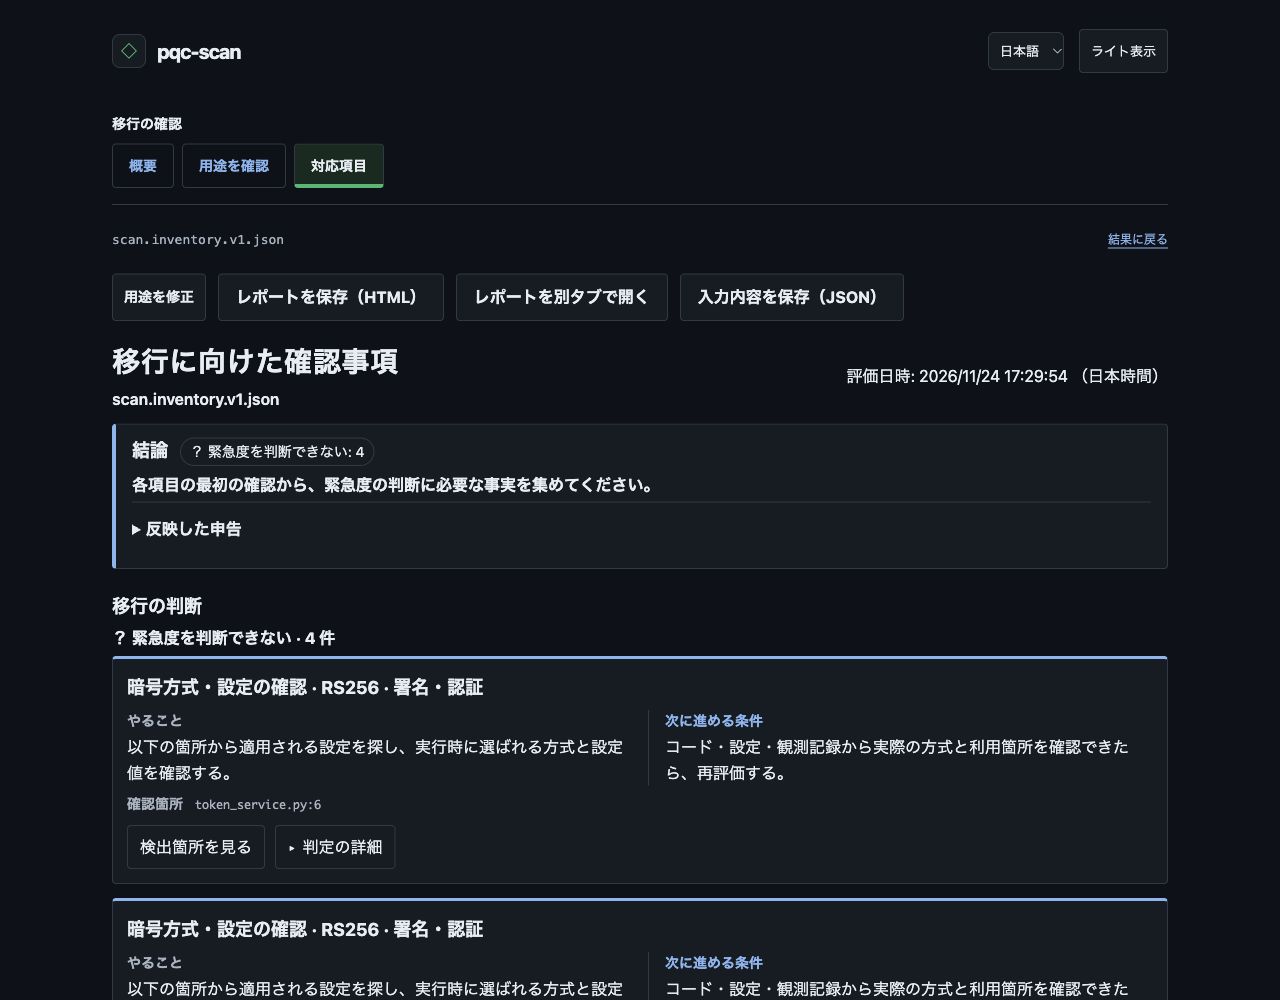 pqc-scan
日本語
ライト表示
移行の確認
概要
用途を確認
対応項目
scan.inventory.v1.json
結果に戻る
用途を修正
レポートを保存（HTML）
レポートを別タブで開く
入力内容を保存（JSON）
移行に向けた確認事項
評価日時: 2026/11/24 17:29:54 （日本時間）
scan.inventory.v1.json
結論
? 緊急度を判断できない: 4
各項目の最初の確認から、緊急度の判断に必要な事実を集めてください。
▶ 反映した申告
移行の判断
? 緊急度を判断できない · 4 件
暗号方式・設定の確認 · RS256 · 署名・認証
やること
以下の箇所から適用される設定を探し、実行時に選ばれる方式と設定
値を確認する。
次に進める条件
コード・設定・観測記録から実際の方式と利用箇所を確認できた
ら、再評価する。
確認箇所 token_service.py:6
検出箇所を見る
▸ 判定の詳細
暗号方式・設定の確認 · RS256 · 署名・認証
やること
以下の箇所から適用される設定を探し、実行時に選ばれる方式と設定
次に進める条件
コード・設定・観測記録から実際の方式と利用箇所を確認できた